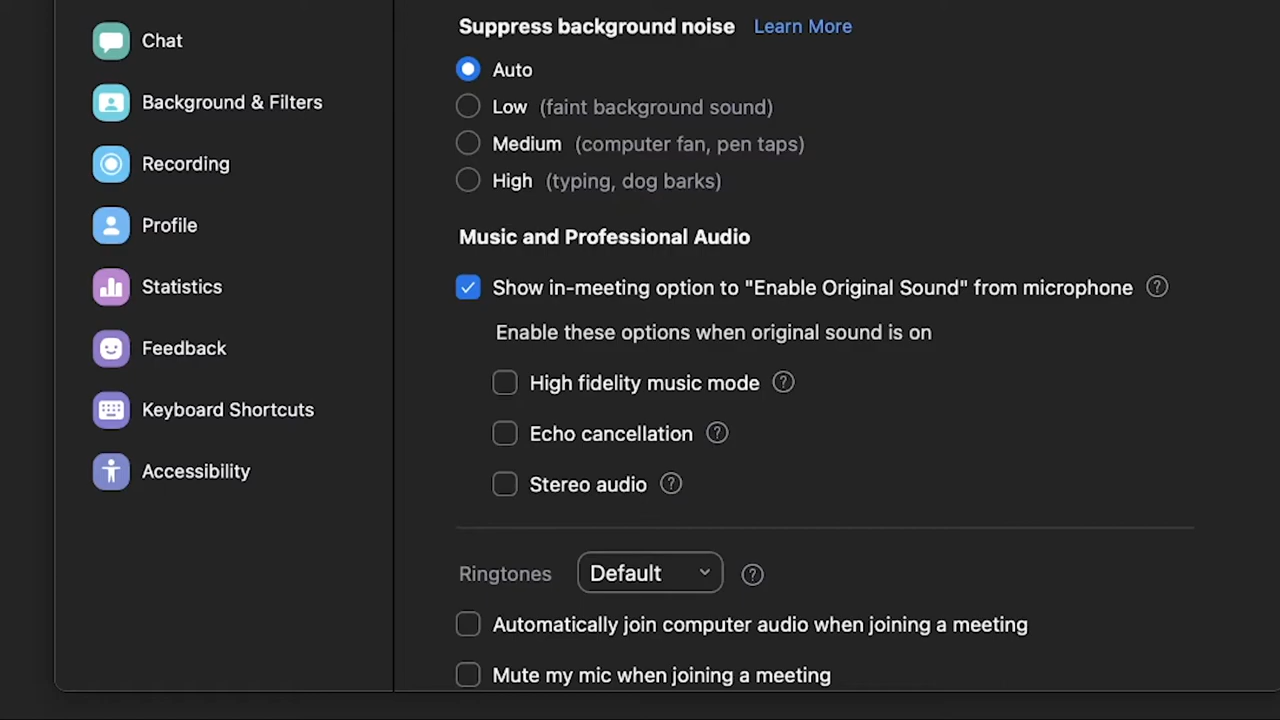 Chat
Background & Filters
Recording
Profile
Statistics
Feedback
Keyboard Shortcuts
Accessibility
Suppress background noise Learn More
Auto
Low (faint background sound)
Medium (computer fan, pen taps)
High (typing, dog barks)
Music and Professional Audio
Show in-meeting option to "Enable Original Sound" from microphone ?
Enable these options when original sound is on
High fidelity music mode ?
Echo cancellation ?
Stereo audio ?
Ringtones Default ?
Automatically join computer audio when joining a meeting
Mute my mic when joining a meeting